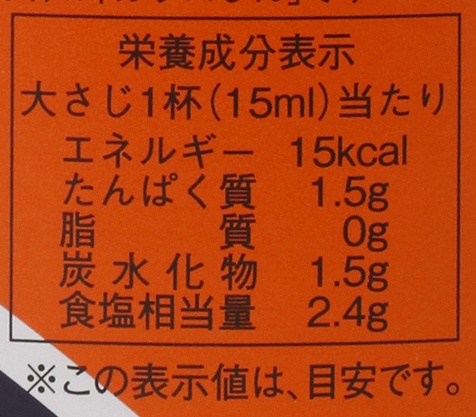 栄養成分表示
大さじ1杯(15ml)当たり
エネルギー 15kcal
たんぱく質 1.5g
脂質 0g
炭水化物 1.5g
食塩相当量 2.4g
※この表示値は、目安です。